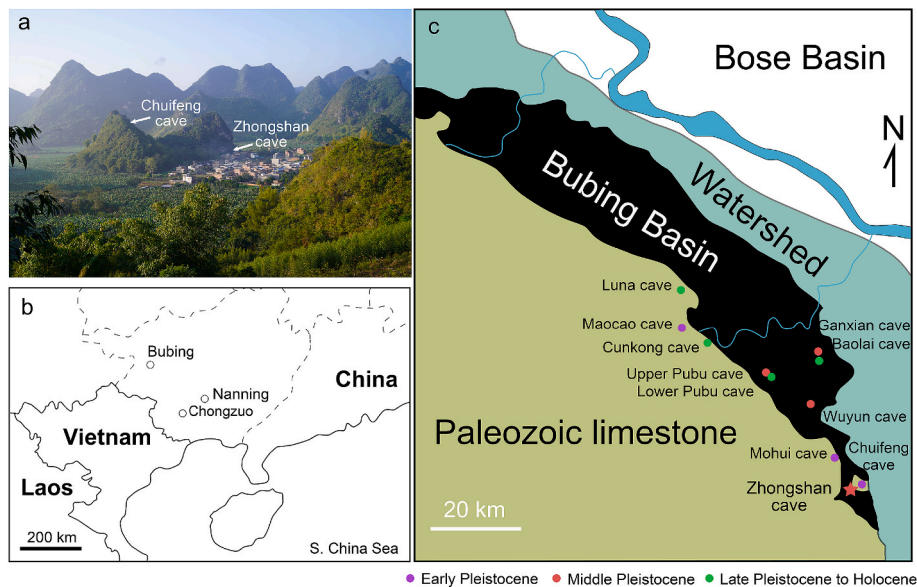 a
Chuifeng
cave
Zhongshan
cave
b
Bubing
Nanning
Chongzuo
China
Vietnam
Laos
200 km
S. China Sea
c
Bose Basin
N
Bubing Basin
Watershed
Luna cave
Maocao cave
Cunkong cave
Ganxian cave
Baolai cave
Upper Pubu cave
Lower Pubu cave
Wuyun cave
Paleozoic limestone
Mohui cave
Chuifeng
cave
Zhongshan
cave
20 km
Early Pleistocene
Middle Pleistocene
Late Pleistocene to Holocene